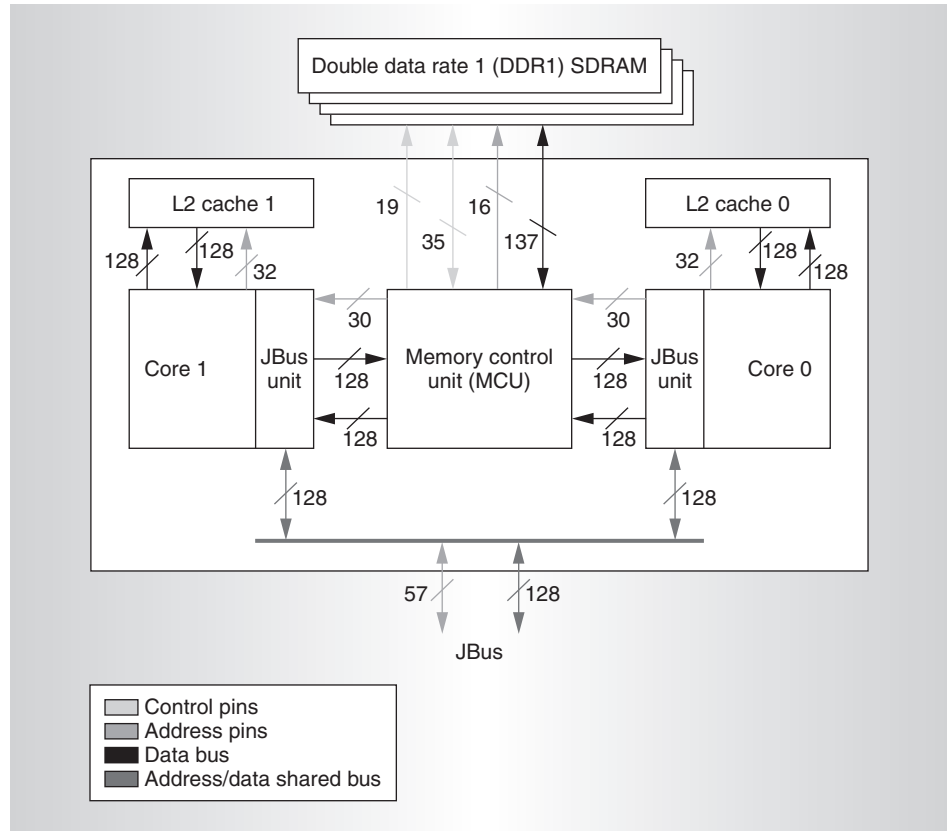 Double data rate 1 (DDR1) SDRAM
L2 cache 1
L2 cache 0
19
16
35
137
128
128
32
32
128
128
30
30
Core 1
JBus
unit
128
Memory control
unit (MCU)
128
JBus
unit
Core 0
128
128
128
128
57
128
JBus
Control pins
Address pins
Data bus
Address/data shared bus